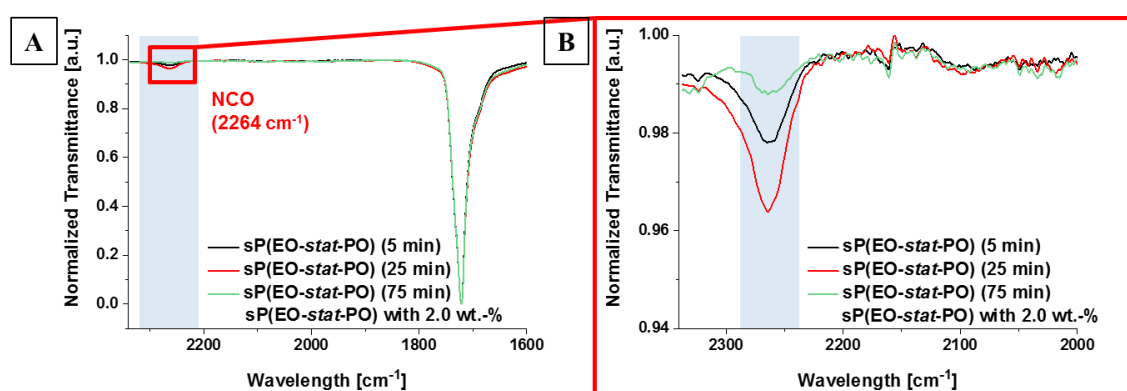 A
Normalized Transmittance [a.u.]
1.0
0.8
0.6
0.4
0.2
0.0
NCO
(2264 cm⁻¹)
sP(EO-stat-PO) (5 min)
sP(EO-stat-PO) (25 min)
sP(EO-stat-PO) (75 min)
sP(EO-stat-PO) with 2.0 wt.-%
2200 2000 1800 1600
Wavelength [cm⁻¹]
B
Normalized Transmittance [a.u.]
1.00
0.98
0.96
0.94
sP(EO-stat-PO) (5 min)
sP(EO-stat-PO) (25 min)
sP(EO-stat-PO) (75 min)
sP(EO-stat-PO) with 2.0 wt.-%
2300 2200 2100 2000
Wavelength [cm⁻¹]